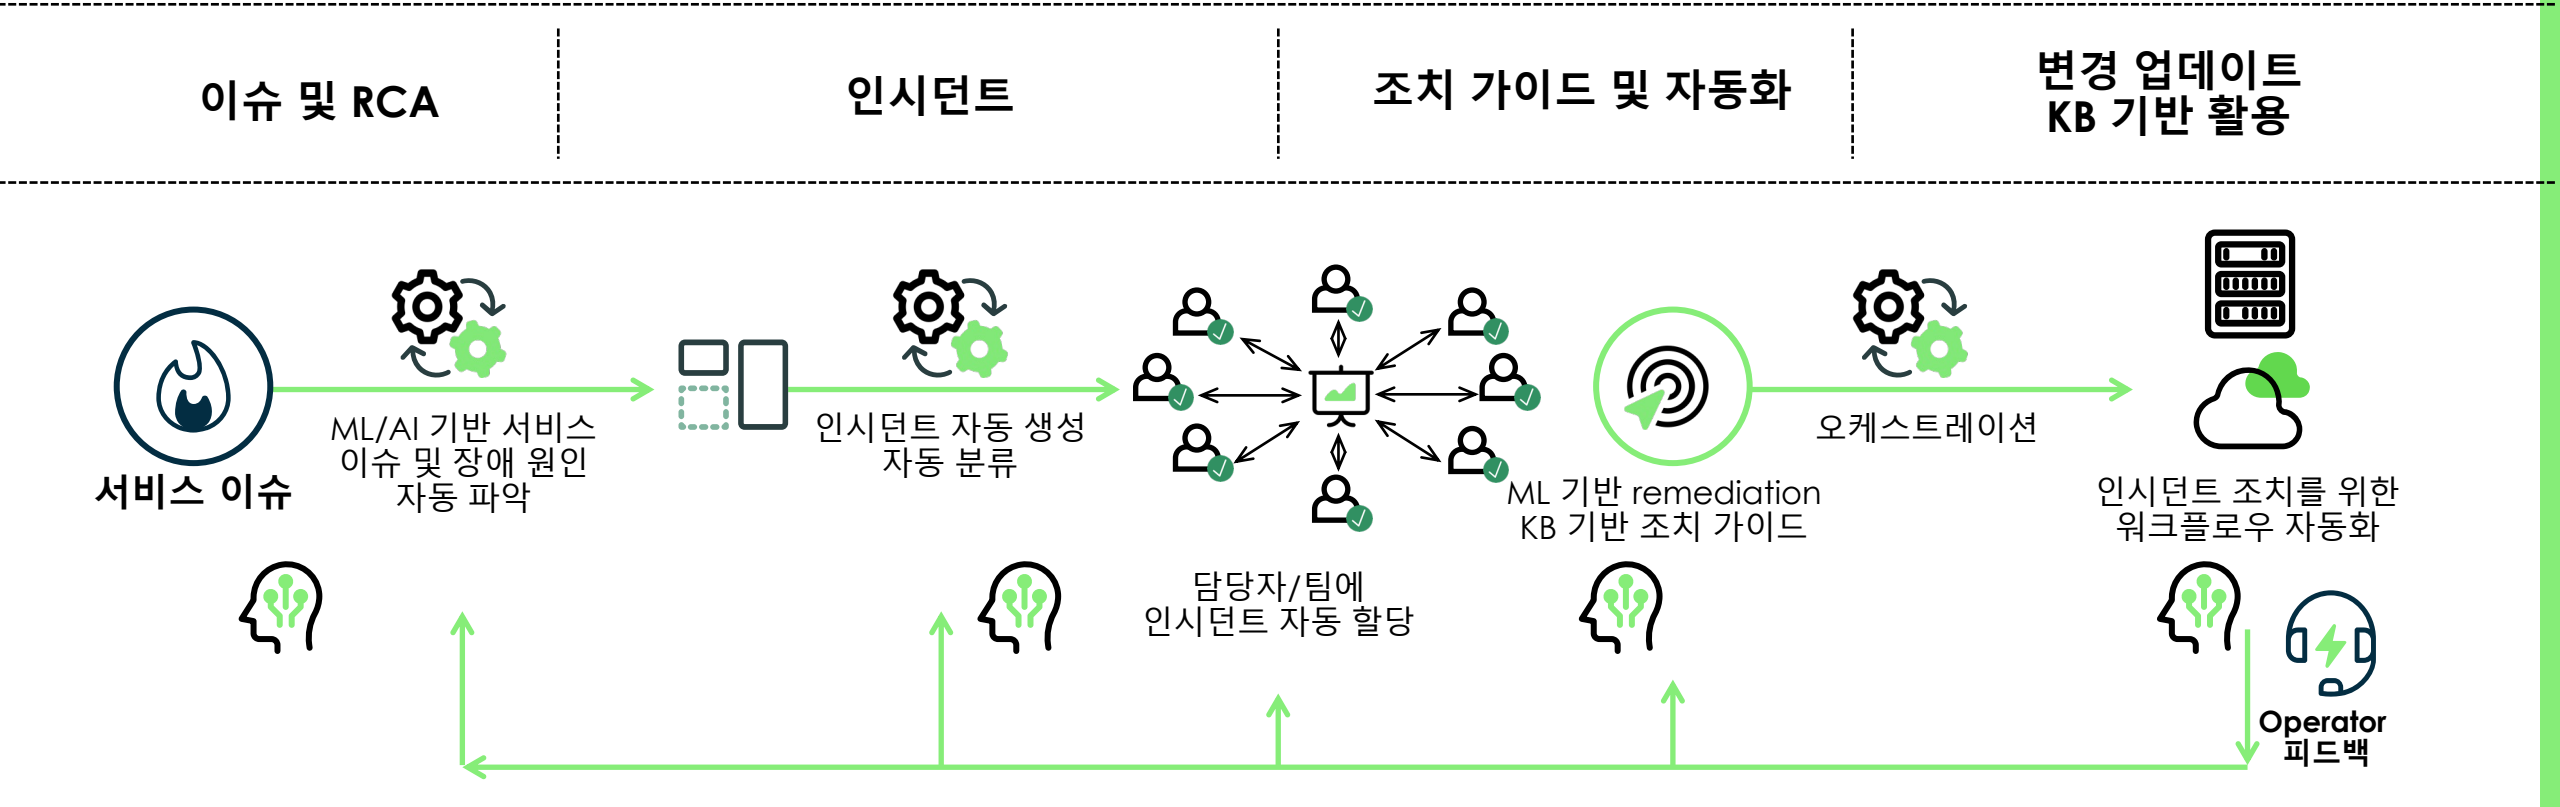 이슈 및 RCA
인시던트
조치 가이드 및 자동화
변경 업데이트
KB 기반 활용
서비스 이슈
ML/AI 기반 서비스
이슈 및 장애 원인
자동 파악
인시던트 자동 생성
자동 분류
담당자/팀에
인시던트 자동 할당
ML 기반 remediation
KB 기반 조치 가이드
오케스트레이션
인시던트 조치를 위한
워크플로우 자동화
Operator
피드백